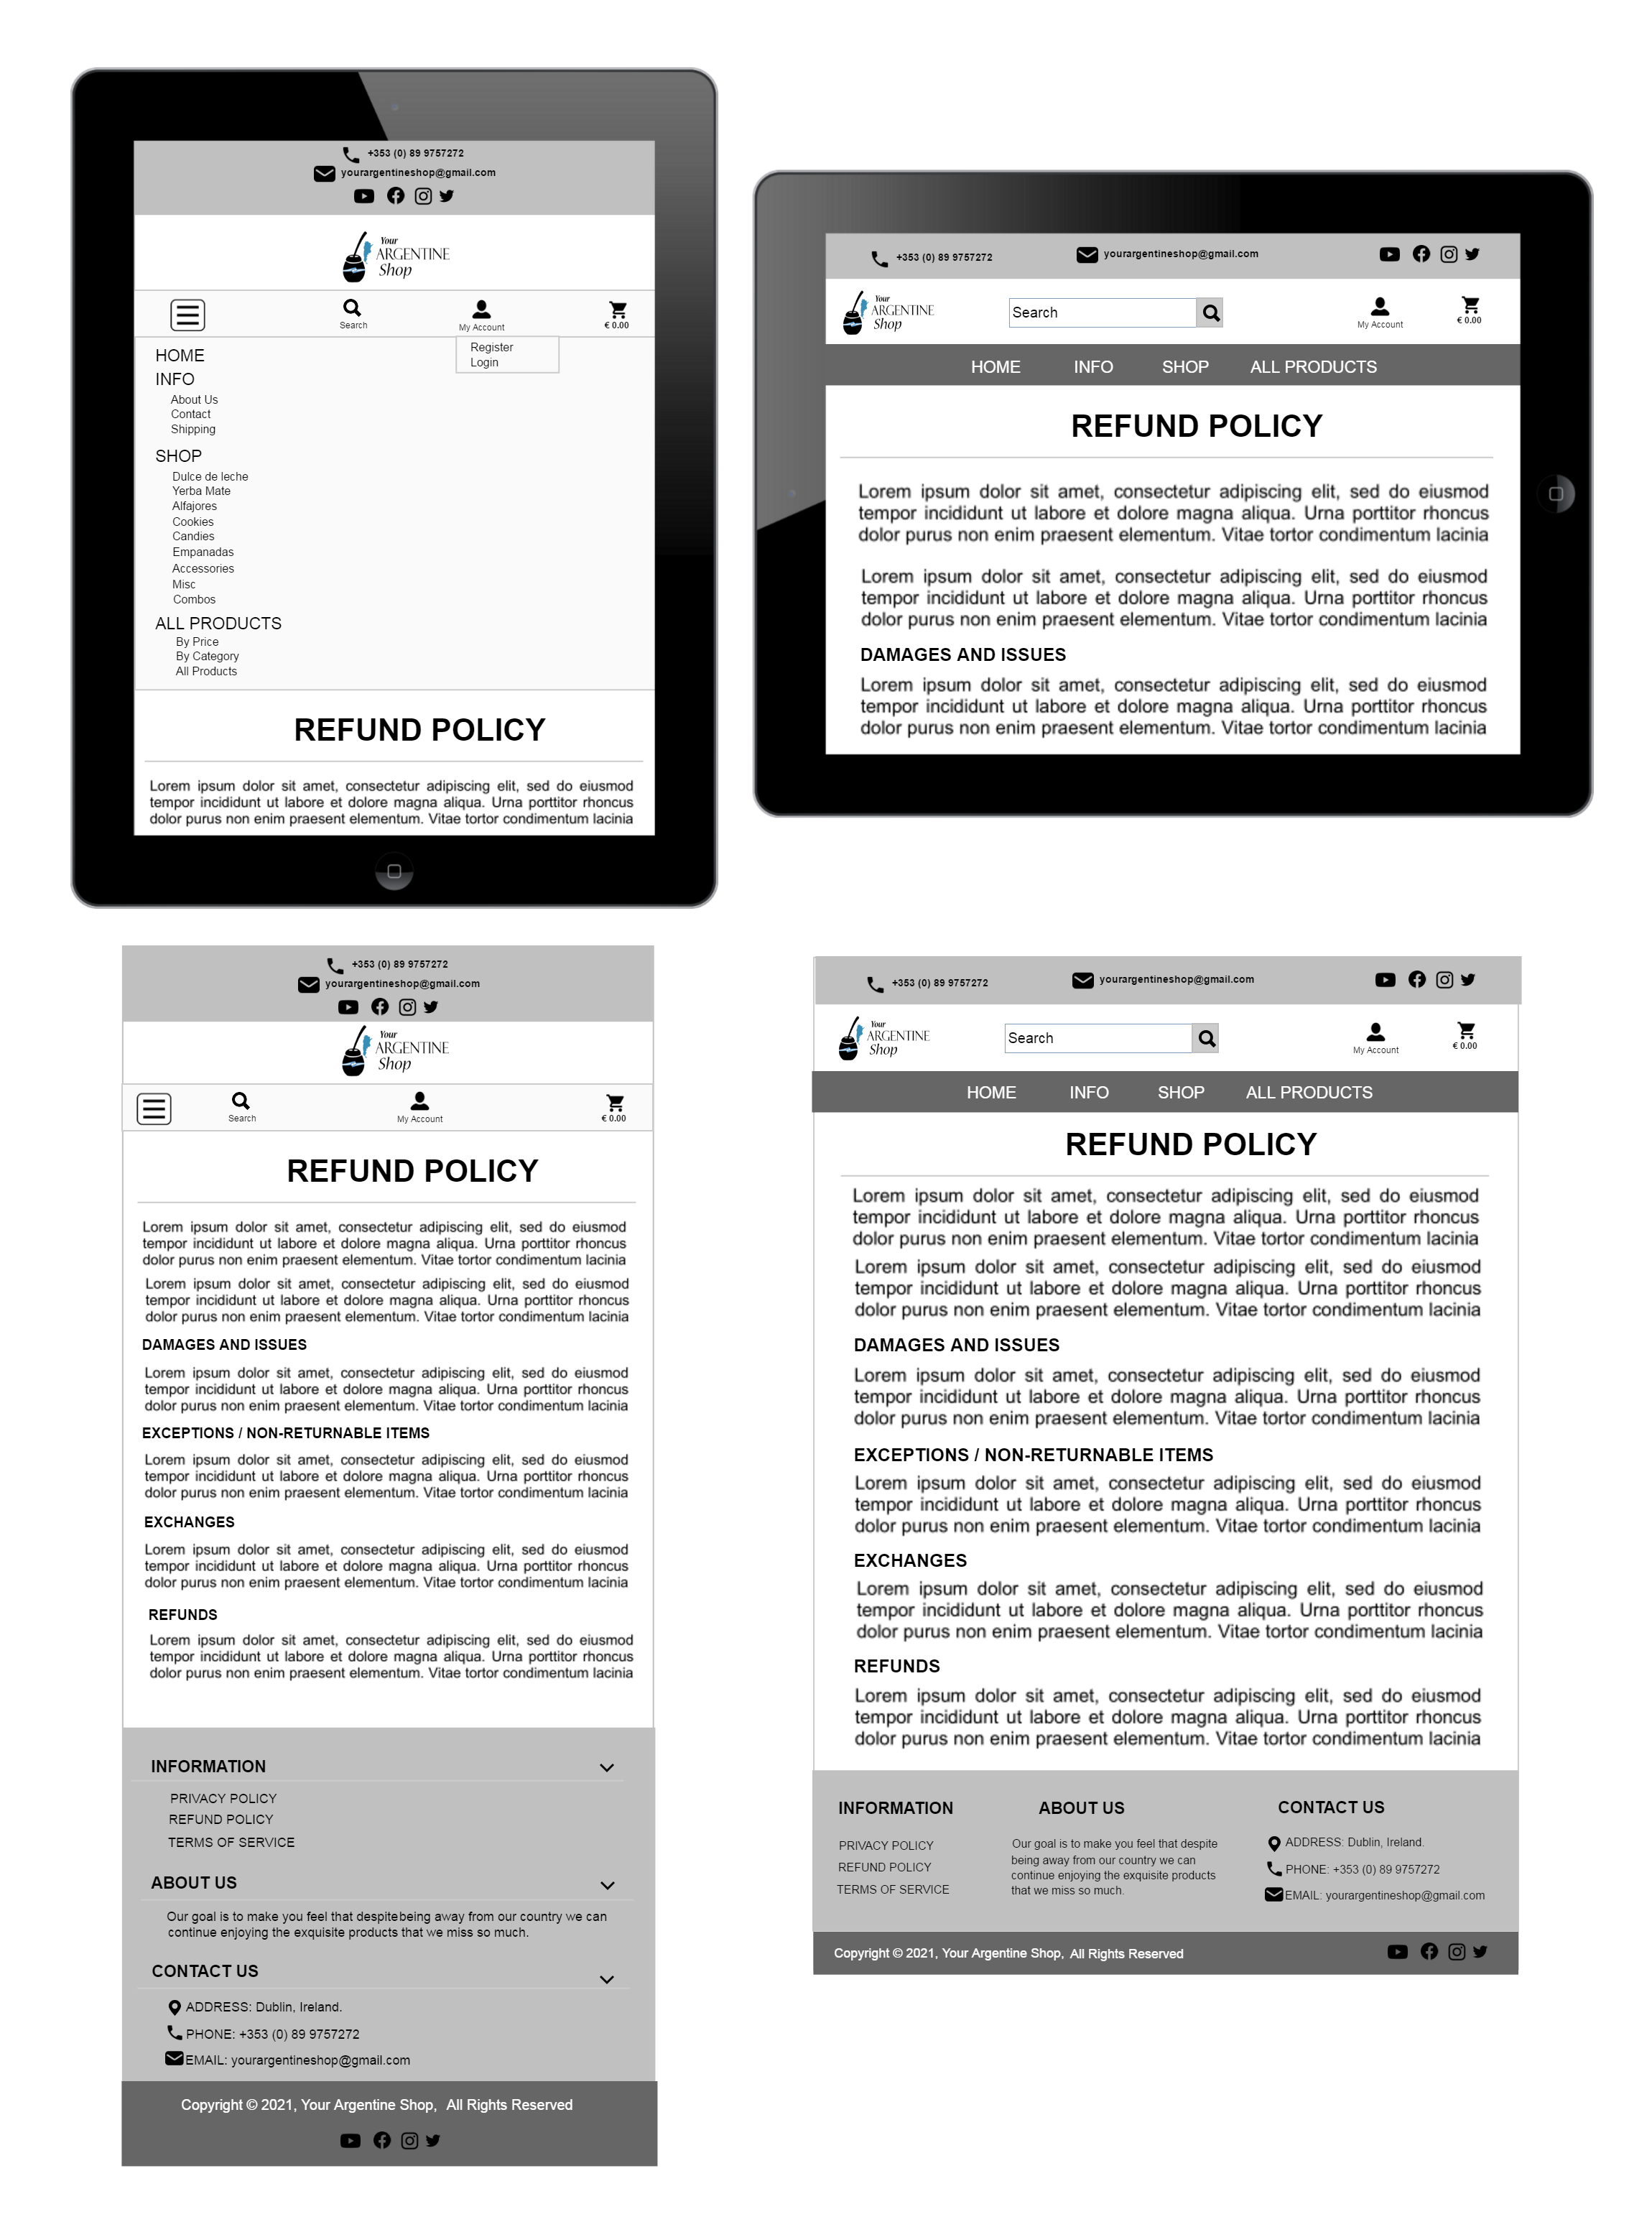 +353 (0) 89 9757272
yourargentineshop@gmail.com
Your
ARGENTINE
Shop
Search
My Account
€ 0.00
Register
Login
HOME
INFO
About Us
Contact
Shipping
SHOP
Dulce de leche
Yerba Mate
Alfajores
Cookies
Candies
Empanadas
Accessories
Misc
Combos
ALL PRODUCTS
By Price
By Category
All Products
REFUND POLICY
Lorem ipsum dolor sit amet, consectetur adipiscing elit, sed do eiusmod
tempor incididunt ut labore et dolore magna aliqua. Urna porttitor rhoncus
dolor purus non enim praesent elementum. Vitae tortor condimentum lacinia
+353 (0) 89 9757272 yourargentineshop@gmail.com
Your
ARGENTINE
Shop
Search
My Account
€ 0.00
HOME INFO SHOP ALL PRODUCTS
REFUND POLICY
Lorem ipsum dolor sit amet, consectetur adipiscing elit, sed do eiusmod
tempor incididunt ut labore et dolore magna aliqua. Urna porttitor rhoncus
dolor purus non enim praesent elementum. Vitae tortor condimentum lacinia
Lorem ipsum dolor sit amet, consectetur adipiscing elit, sed do eiusmod
tempor incididunt ut labore et dolore magna aliqua. Urna porttitor rhoncus
dolor purus non enim praesent elementum. Vitae tortor condimentum lacinia
DAMAGES AND ISSUES
Lorem ipsum dolor sit amet, consectetur adipiscing elit, sed do eiusmod
tempor incididunt ut labore et dolore magna aliqua. Urna porttitor rhoncus
dolor purus non enim praesent elementum. Vitae tortor condimentum lacinia
+353 (0) 89 9757272
yourargentineshop@gmail.com
Your
ARGENTINE
Shop
Search
My Account
€ 0.00
REFUND POLICY
Lorem ipsum dolor sit amet, consectetur adipiscing elit, sed do eiusmod
tempor incididunt ut labore et dolore magna aliqua. Urna porttitor rhoncus
dolor purus non enim praesent elementum. Vitae tortor condimentum lacinia
Lorem ipsum dolor sit amet, consectetur adipiscing elit, sed do eiusmod
tempor incididunt ut labore et dolore magna aliqua. Urna porttitor rhoncus
dolor purus non enim praesent elementum. Vitae tortor condimentum lacinia
DAMAGES AND ISSUES
Lorem ipsum dolor sit amet, consectetur adipiscing elit, sed do eiusmod
tempor incididunt ut labore et dolore magna aliqua. Urna porttitor rhoncus
dolor purus non enim praesent elementum. Vitae tortor condimentum lacinia
EXCEPTIONS / NON-RETURNABLE ITEMS
Lorem ipsum dolor sit amet, consectetur adipiscing elit, sed do eiusmod
tempor incididunt ut labore et dolore magna aliqua. Urna porttitor rhoncus
dolor purus non enim praesent elementum. Vitae tortor condimentum lacinia
EXCHANGES
Lorem ipsum dolor sit amet, consectetur adipiscing elit, sed do eiusmod
tempor incididunt ut labore et dolore magna aliqua. Urna porttitor rhoncus
dolor purus non enim praesent elementum. Vitae tortor condimentum lacinia
REFUNDS
Lorem ipsum dolor sit amet, consectetur adipiscing elit, sed do eiusmod
tempor incididunt ut labore et dolore magna aliqua. Urna porttitor rhoncus
dolor purus non enim praesent elementum. Vitae tortor condimentum lacinia
INFORMATION
PRIVACY POLICY
REFUND POLICY
TERMS OF SERVICE
ABOUT US
Our goal is to make you feel that despitebeing away from our country we can
continue enjoying the exquisite products that we miss so much.
CONTACT US
ADDRESS: Dublin, Ireland.
PHONE: +353 (0) 89 9757272
EMAIL: yourargentineshop@gmail.com
Copyright © 2021, Your Argentine Shop, All Rights Reserved
+353 (0) 89 9757272 yourargentineshop@gmail.com
Your
ARGENTINE
Shop
Search
My Account
€ 0.00
HOME INFO SHOP ALL PRODUCTS
REFUND POLICY
Lorem ipsum dolor sit amet, consectetur adipiscing elit, sed do eiusmod
tempor incididunt ut labore et dolore magna aliqua. Urna porttitor rhoncus
dolor purus non enim praesent elementum. Vitae tortor condimentum lacinia
Lorem ipsum dolor sit amet, consectetur adipiscing elit, sed do eiusmod
tempor incididunt ut labore et dolore magna aliqua. Urna porttitor rhoncus
dolor purus non enim praesent elementum. Vitae tortor condimentum lacinia
DAMAGES AND ISSUES
Lorem ipsum dolor sit amet, consectetur adipiscing elit, sed do eiusmod
tempor incididunt ut labore et dolore magna aliqua. Urna porttitor rhoncus
dolor purus non enim praesent elementum. Vitae tortor condimentum lacinia
EXCEPTIONS / NON-RETURNABLE ITEMS
Lorem ipsum dolor sit amet, consectetur adipiscing elit, sed do eiusmod
tempor incididunt ut labore et dolore magna aliqua. Urna porttitor rhoncus
dolor purus non enim praesent elementum. Vitae tortor condimentum lacinia
EXCHANGES
Lorem ipsum dolor sit amet, consectetur adipiscing elit, sed do eiusmod
tempor incididunt ut labore et dolore magna aliqua. Urna porttitor rhoncus
dolor purus non enim praesent elementum. Vitae tortor condimentum lacinia
REFUNDS
Lorem ipsum dolor sit amet, consectetur adipiscing elit, sed do eiusmod
tempor incididunt ut labore et dolore magna aliqua. Urna porttitor rhoncus
dolor purus non enim praesent elementum. Vitae tortor condimentum lacinia
INFORMATION
PRIVACY POLICY
REFUND POLICY
TERMS OF SERVICE
ABOUT US
Our goal is to make you feel that despite
being away from our country we can
continue enjoying the exquisite products
that we miss so much.
CONTACT US
ADDRESS: Dublin, Ireland.
PHONE: +353 (0) 89 9757272
EMAIL: yourargentineshop@gmail.com
Copyright © 2021, Your Argentine Shop, All Rights Reserved